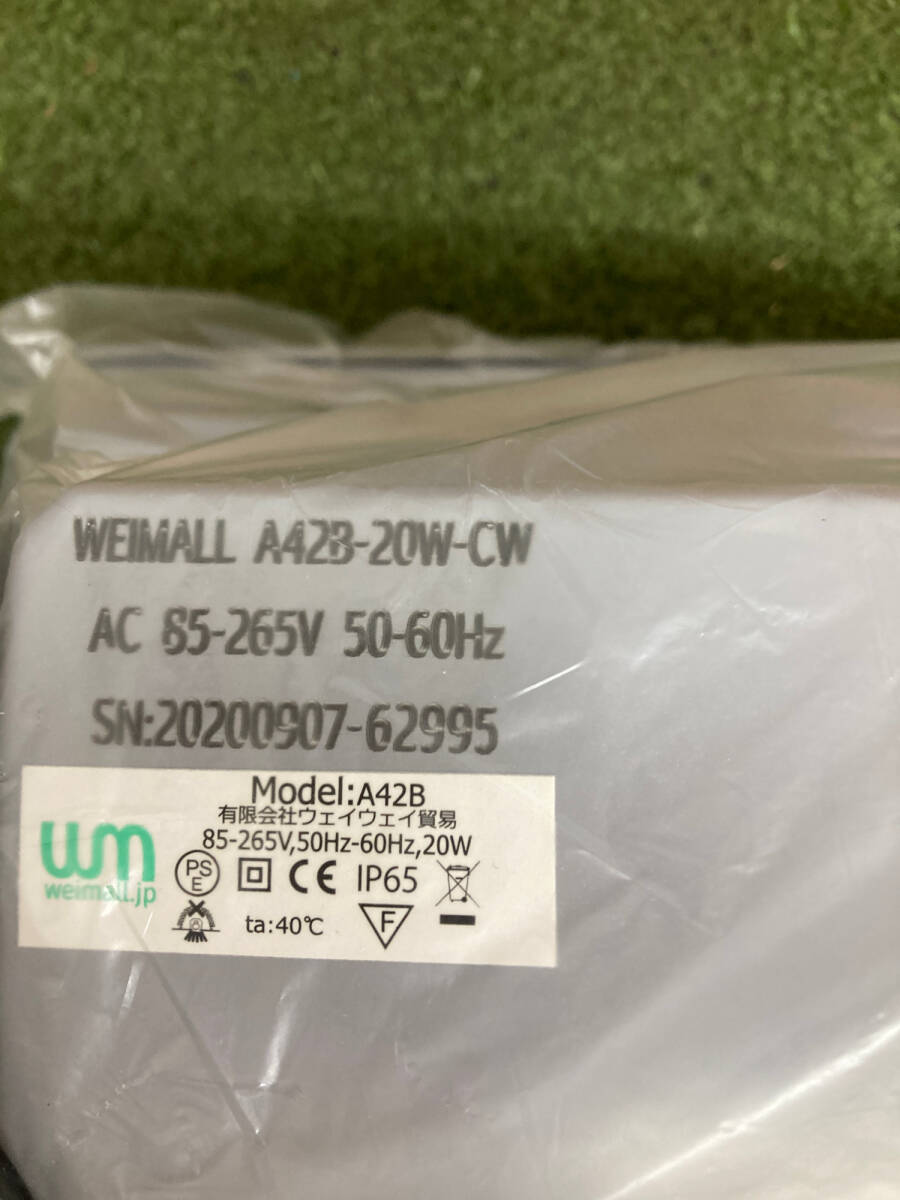 WEIMALL A42B-20W-CW
AC 85-265V 50-60Hz
SN:20200907-62995
Model:A42B
有限会社ウェイウェイ貿易
85-265V,50Hz-60Hz,20W
wm
weimall.jp
PS
E
CE IP65
ta:40℃
F